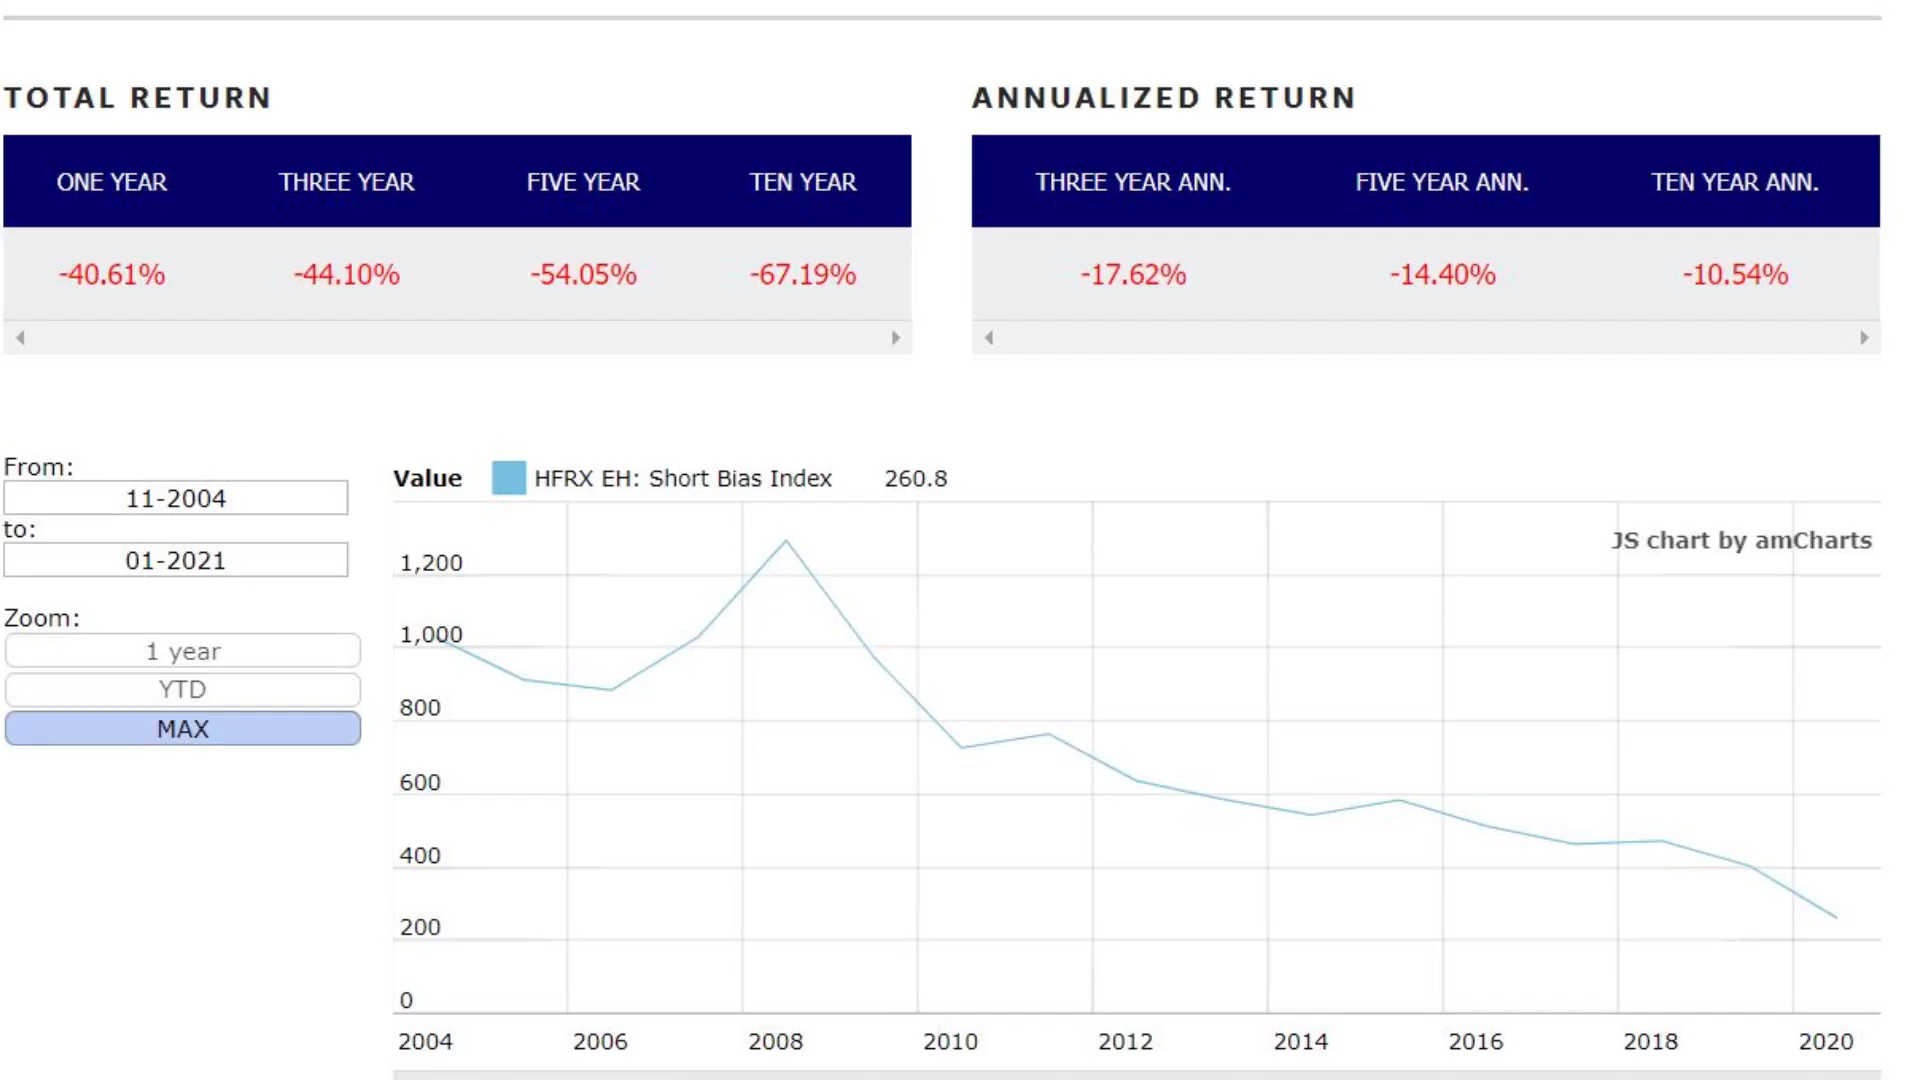 TOTAL RETURN
ONE YEAR THREE YEAR FIVE YEAR TEN YEAR
-40.61% -44.10% -54.05% -67.19%
ANNUALIZED RETURN
THREE YEAR ANN. FIVE YEAR ANN. TEN YEAR ANN.
-17.62% -14.40% -10.54%
From:
11-2004
to:
01-2021
Zoom:
1 year
YTD
MAX
Value HFRX EH: Short Bias Index 260.8
JS chart by amCharts
1,200
1,000
800
600
400
200
0
2004 2006 2008 2010 2012 2014 2016 2018 2020